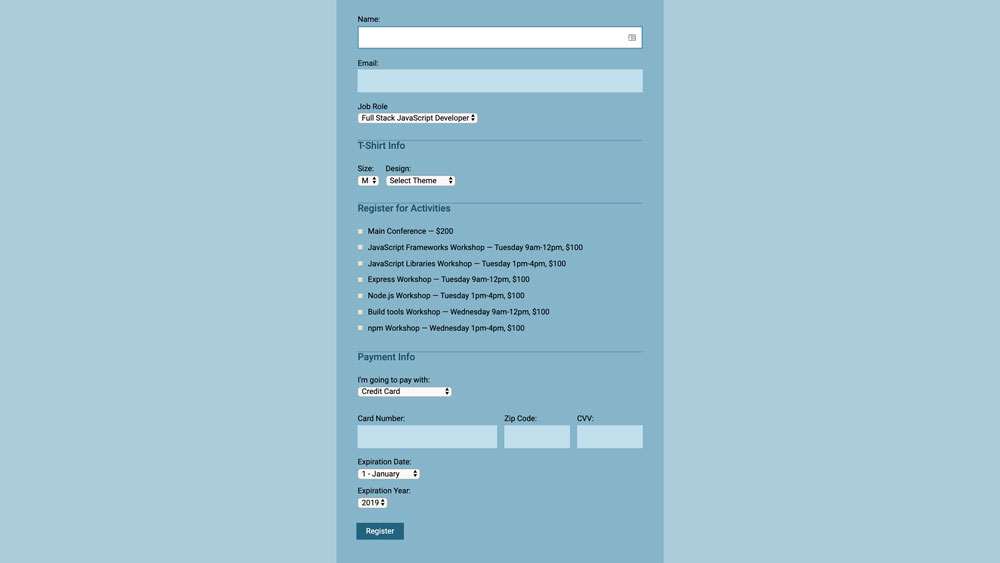 Name:
Email:
Job Role
Full Stack JavaScript Developer
T-Shirt Info
Size: Design:
M Select Theme
Register for Activities
Main Conference — $200
JavaScript Frameworks Workshop — Tuesday 9am-12pm, $100
JavaScript Libraries Workshop — Tuesday 1pm-4pm, $100
Express Workshop — Tuesday 9am-12pm, $100
Node.js Workshop — Tuesday 1pm-4pm, $100
Build tools Workshop — Wednesday 9am-12pm, $100
npm Workshop — Wednesday 1pm-4pm, $100
Payment Info
I'm going to pay with:
Credit Card
Card Number: Zip Code: CVV:
Expiration Date:
1 - January
Expiration Year:
2019
Register